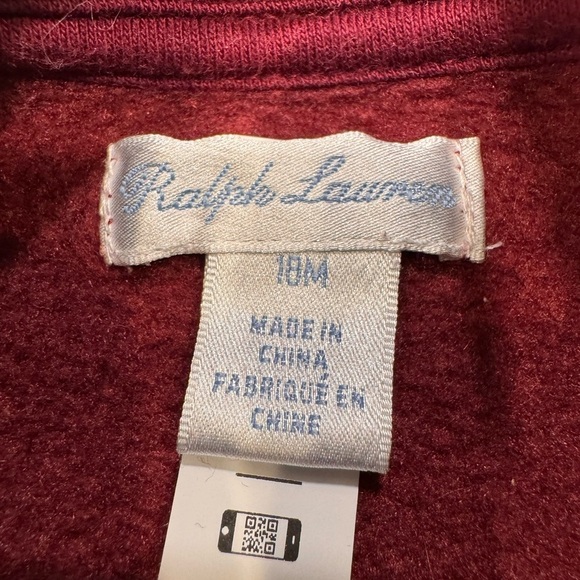 Ralph Lauren
18M
MADE IN
CHINA
FABRIQUÉ EN
CHINE